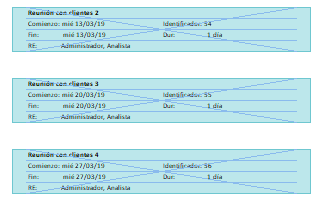 Reunión con clientes 2
Comienzo: mié 13/03/19 Identificador: 54
Fin: mié 13/03/19 Dur: 1 día
RE: Administrador, Analista
Reunión con clientes 3
Comienzo: mié 20/03/19 Identificador: 55
Fin: mié 20/03/19 Dur: 1 día
RE: Administrador, Analista
Reunión con clientes 4
Comienzo: mié 27/03/19 Identificador: 56
Fin: mié 27/03/19 Dur: 1 día
RE: Administrador, Analista